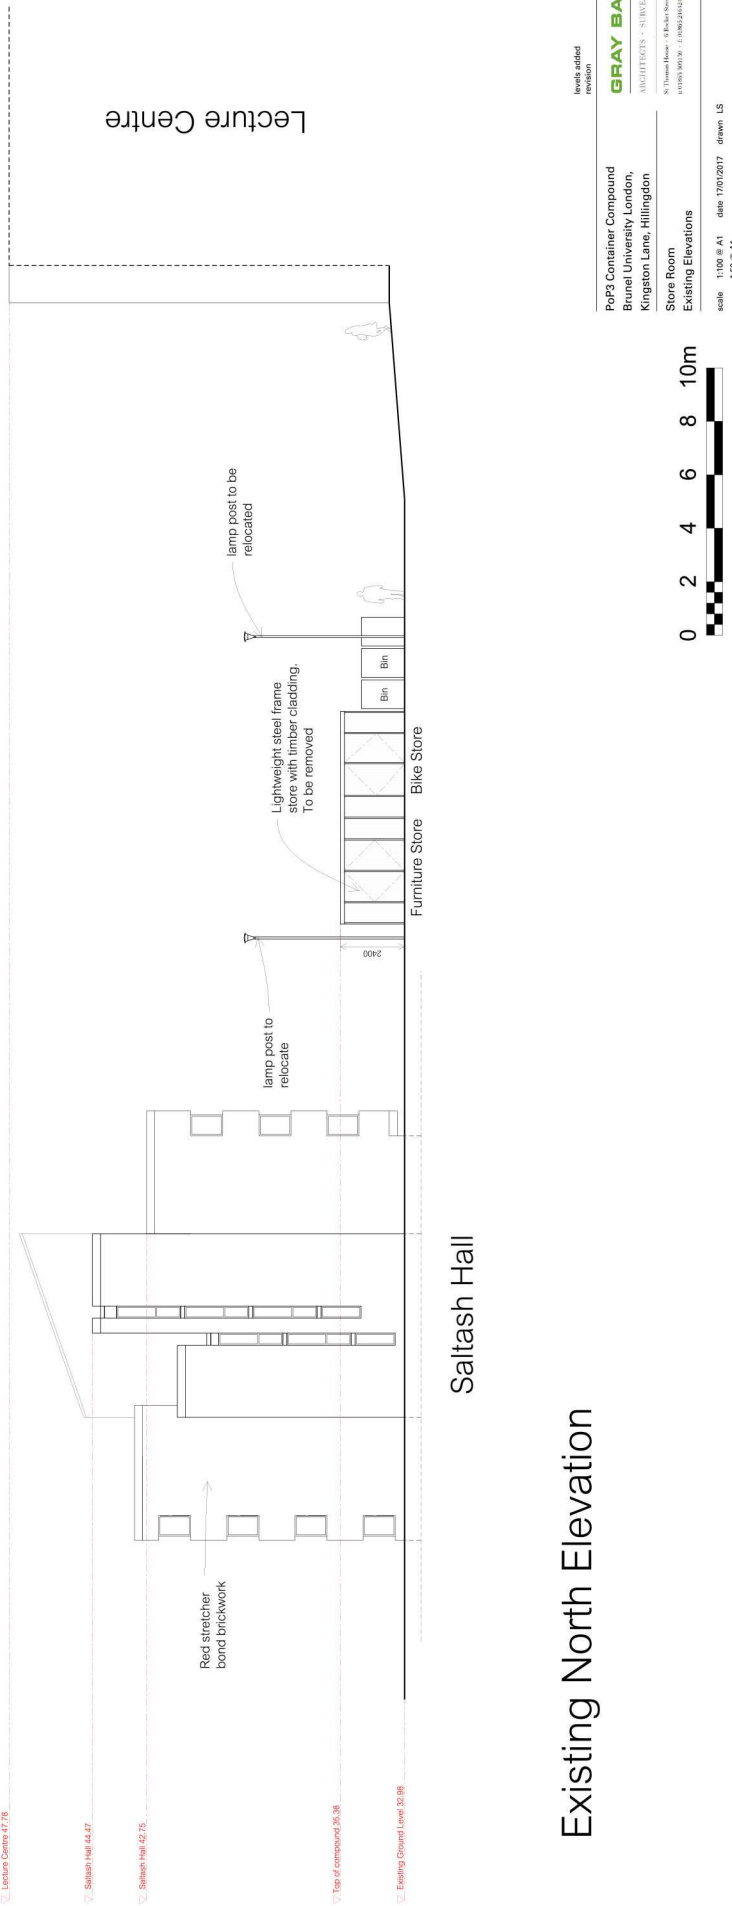 Lecture Centre 47.78
Saltash Hall 44.47
Saltash Hall 42.75
Top of compound 35.38
Existing Ground Level 32.98
Red stretcher
bond brickwork
lamp post to
relocate
2400
Lightweight steel frame
store with timber cladding.
To be removed
Bin
Bin
lamp post to be
relocated
Lecture Centre
Furniture Store
Bike Store
Saltash Hall
Existing North Elevation
0 2 4 6 8 10m
levels added
revision
GRAY BA
ARCHITECTS - SURVE
PoP3 Container Compound
Brunel University London,
Kingston Lane, Hillingdon
Store Room
Existing Elevations
scale 1:100 @ A1 date 17/01/2017 drawn LS